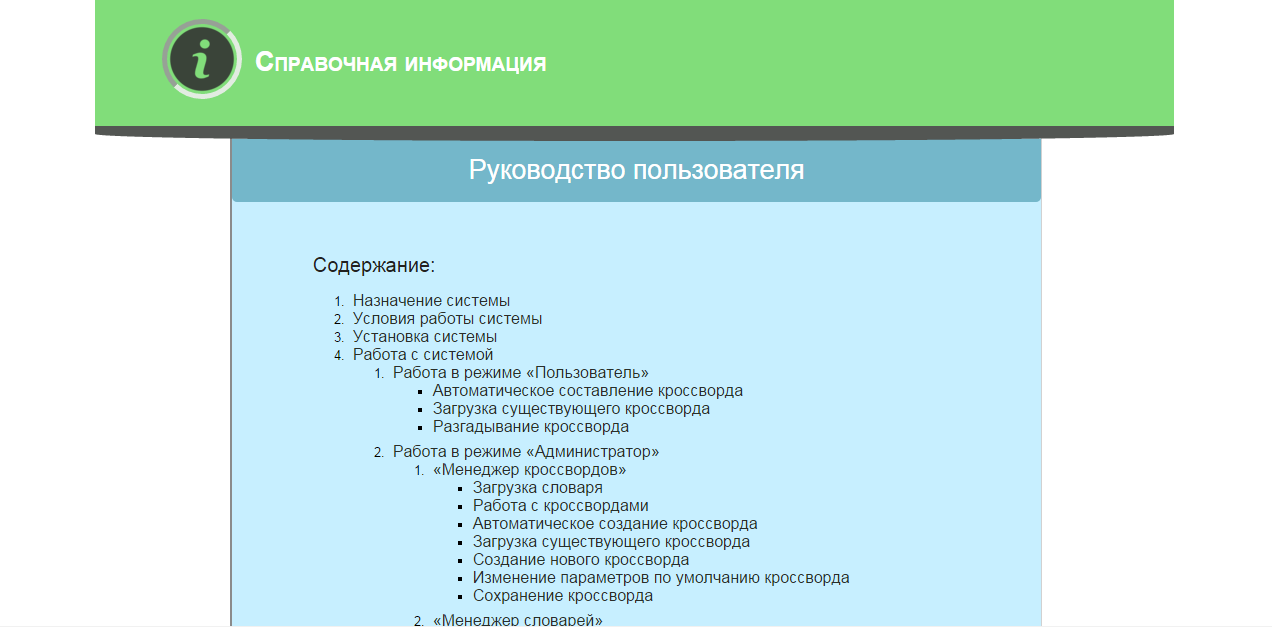 Справочная информация
Руководство пользователя
Содержание:
1. Назначение системы
2. Условия работы системы
3. Установка системы
4. Работа с системой
1. Работа в режиме «Пользователь»
▪ Автоматическое составление кроссворда
▪ Загрузка существующего кроссворда
▪ Разгадывание кроссворда
2. Работа в режиме «Администратор»
1. «Менеджер кроссвордов»
▪ Загрузка словаря
▪ Работа с кроссвордами
▪ Автоматическое создание кроссворда
▪ Загрузка существующего кроссворда
▪ Создание нового кроссворда
▪ Изменение параметров по умолчанию кроссворда
▪ Сохранение кроссворда
2. «Менеджер словарей»